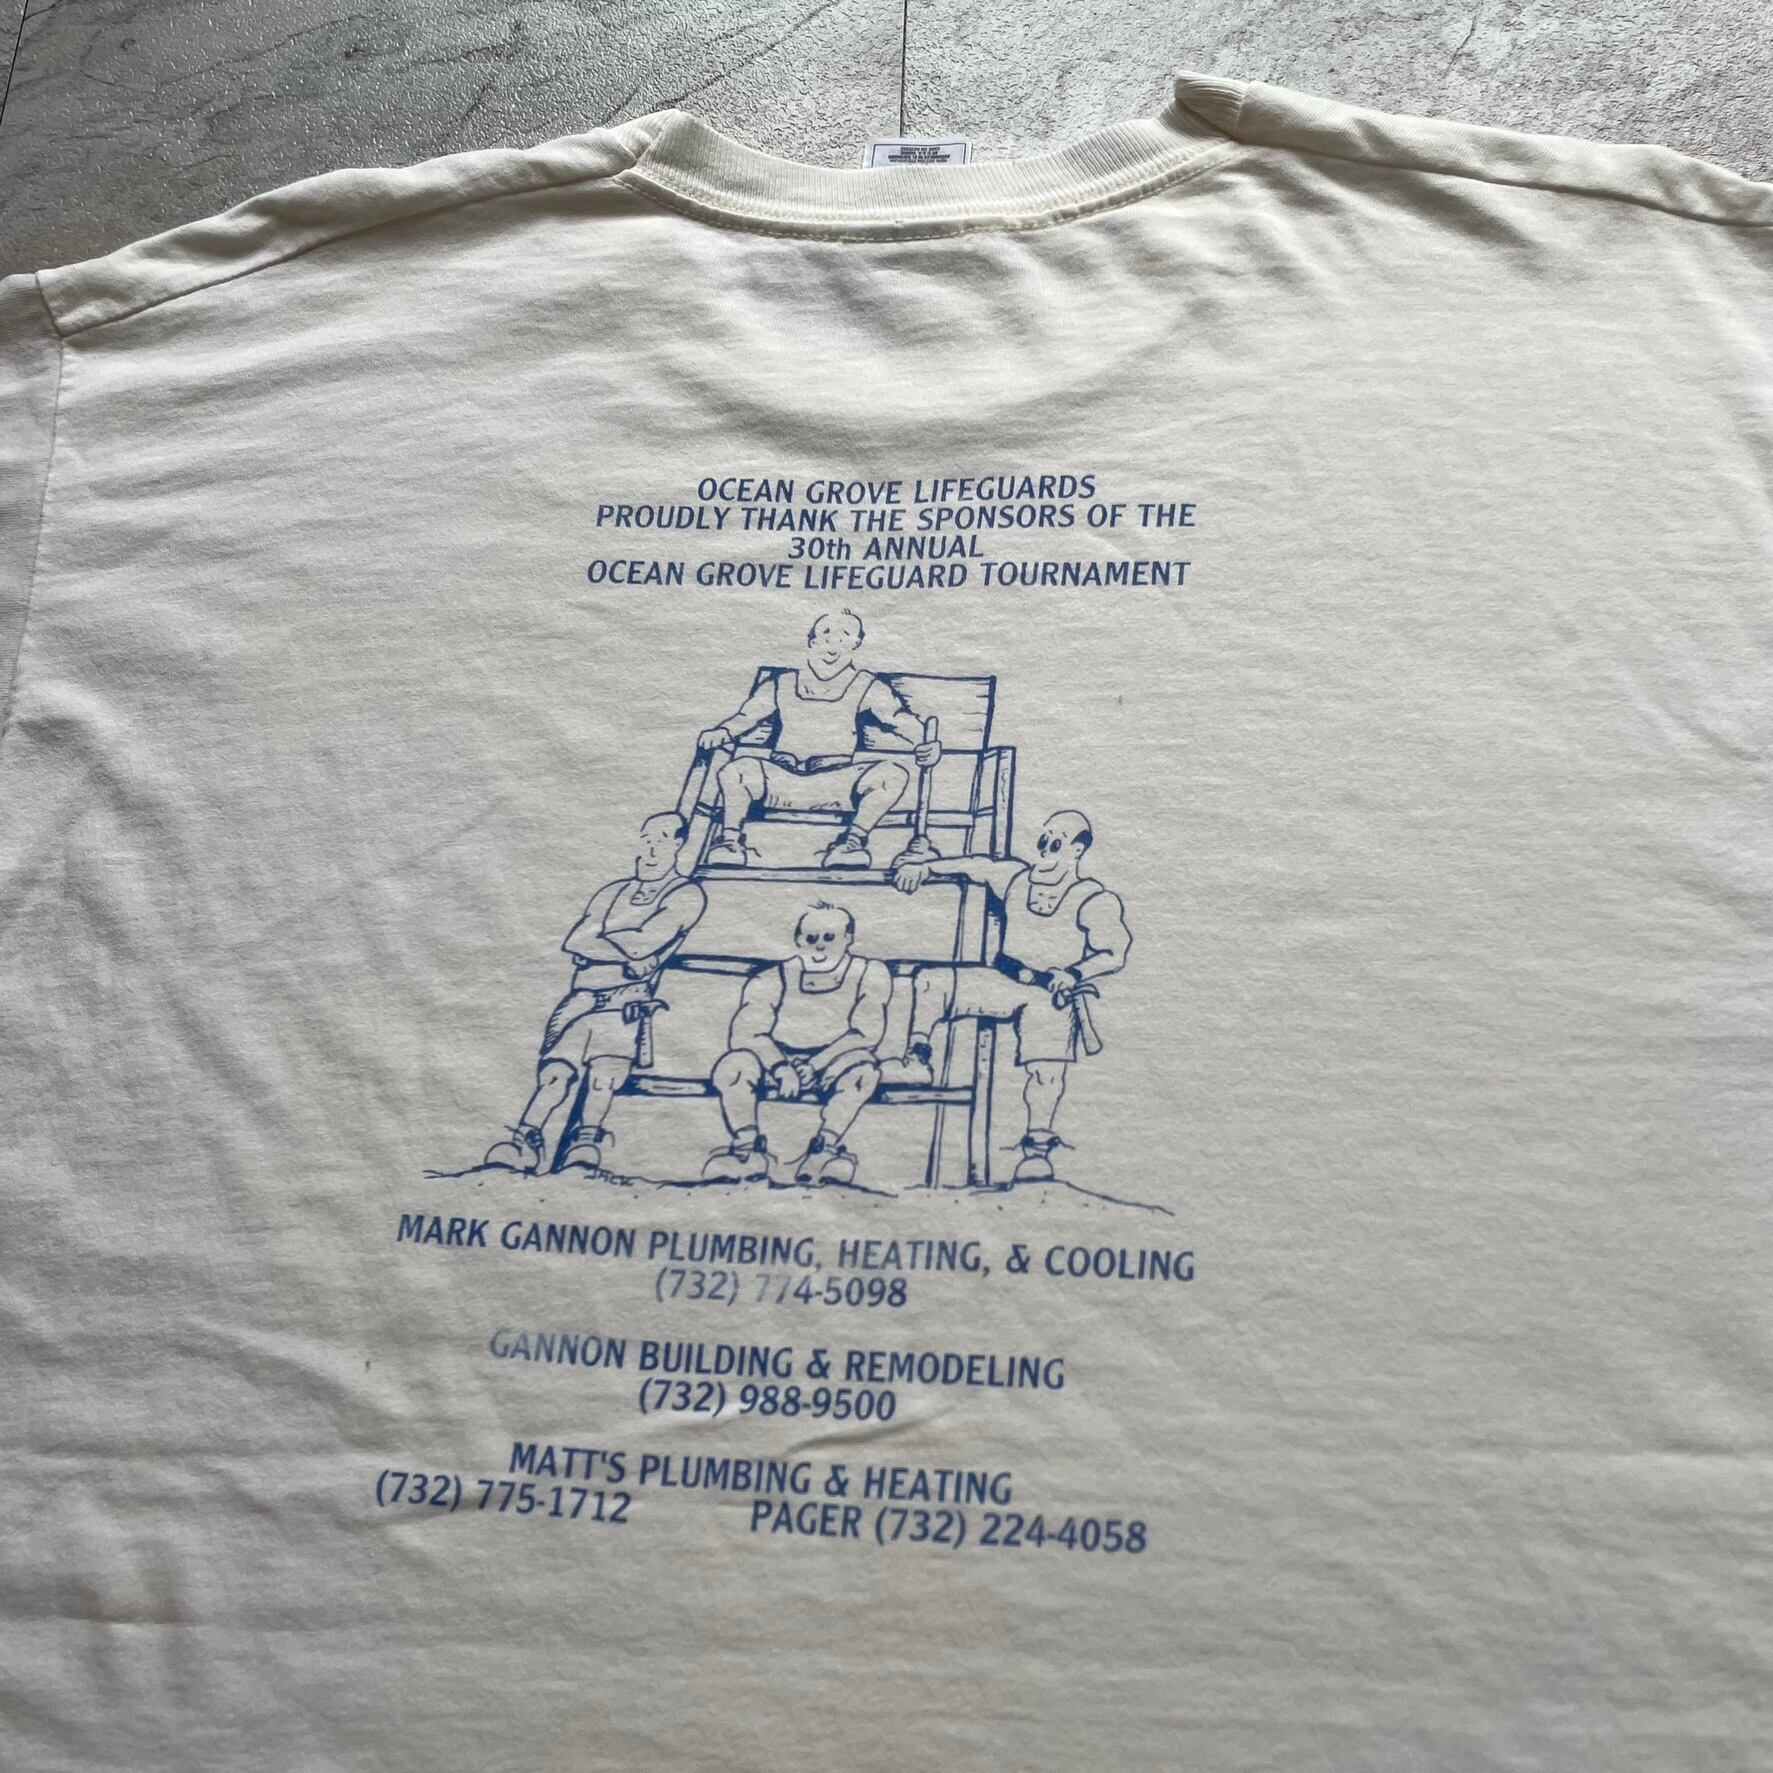 OCEAN GROVE LIFEGUARDS
PROUDLY THANK THE SPONSORS OF THE
30th ANNUAL
OCEAN GROVE LIFEGUARD TOURNAMENT
JACK
MARK GANNON PLUMBING, HEATING, & COOLING
(732) 774-5098
GANNON BUILDING & REMODELING
(732) 988-9500
MATT'S PLUMBING & HEATING
(732) 775-1712 PAGER (732) 224-4058